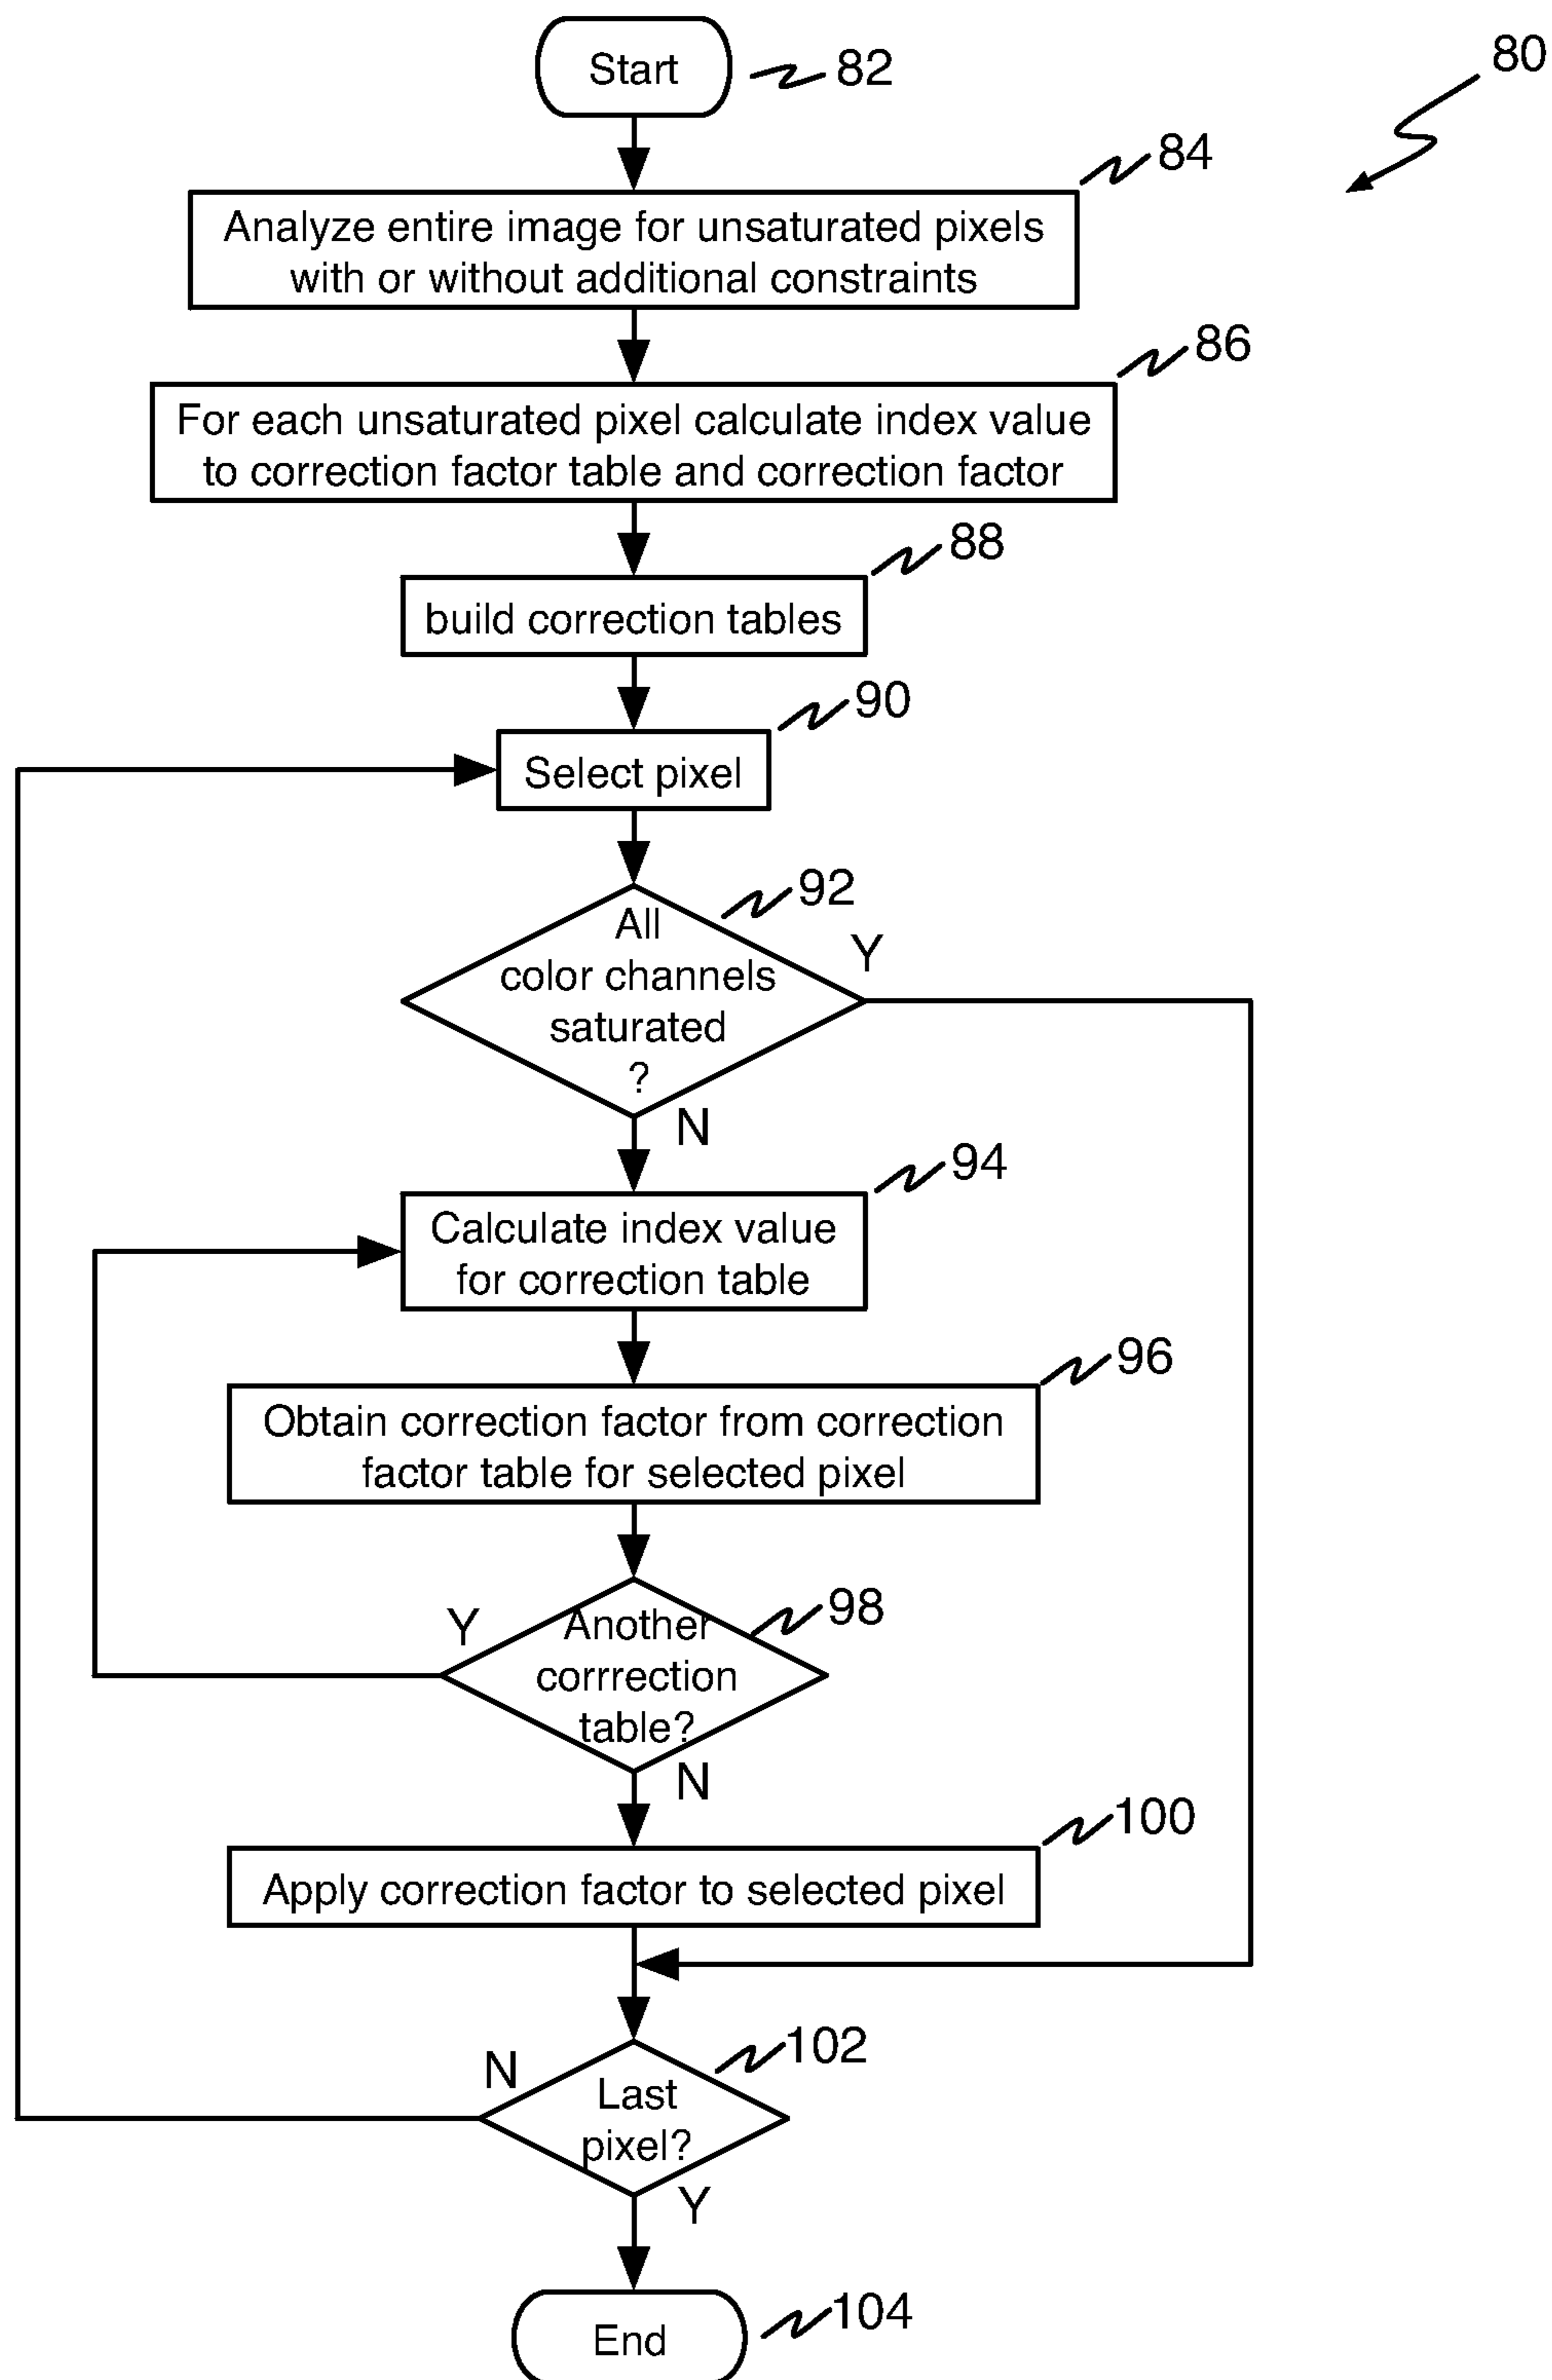 Start
82
80
84
Analyze entire image for unsaturated pixels
with or without additional constraints
86
For each unsaturated pixel calculate index value
to correction factor table and correction factor
88
build correction tables
90
Select pixel
92
All
color channels
saturated
?
Y
N
94
Calculate index value
for correction table
96
Obtain correction factor from correction
factor table for selected pixel
98
Y
Another
corrrection
table?
N
100
Apply correction factor to selected pixel
102
N
Last
pixel?
Y
104
End